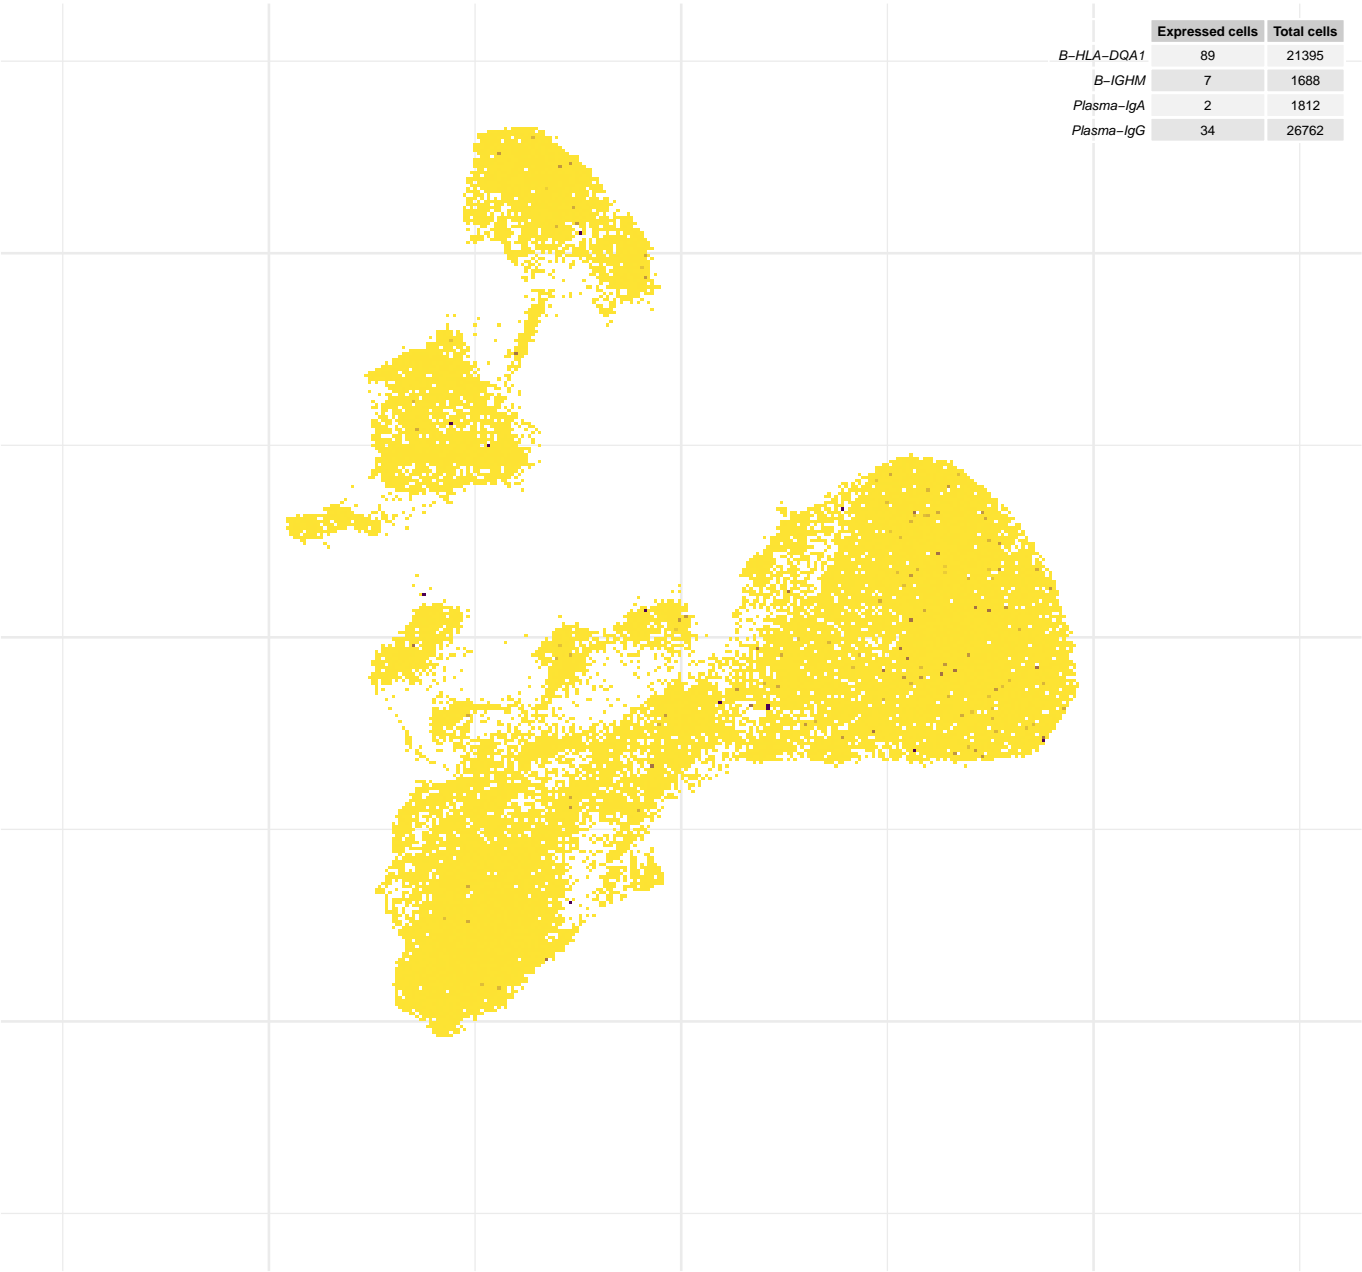 Expressed cells Total cells
B−HLA−DQA1 89 21395
B−IGHM 7 1688
Plasma−IgA 2 1812
Plasma−IgG 34 26762